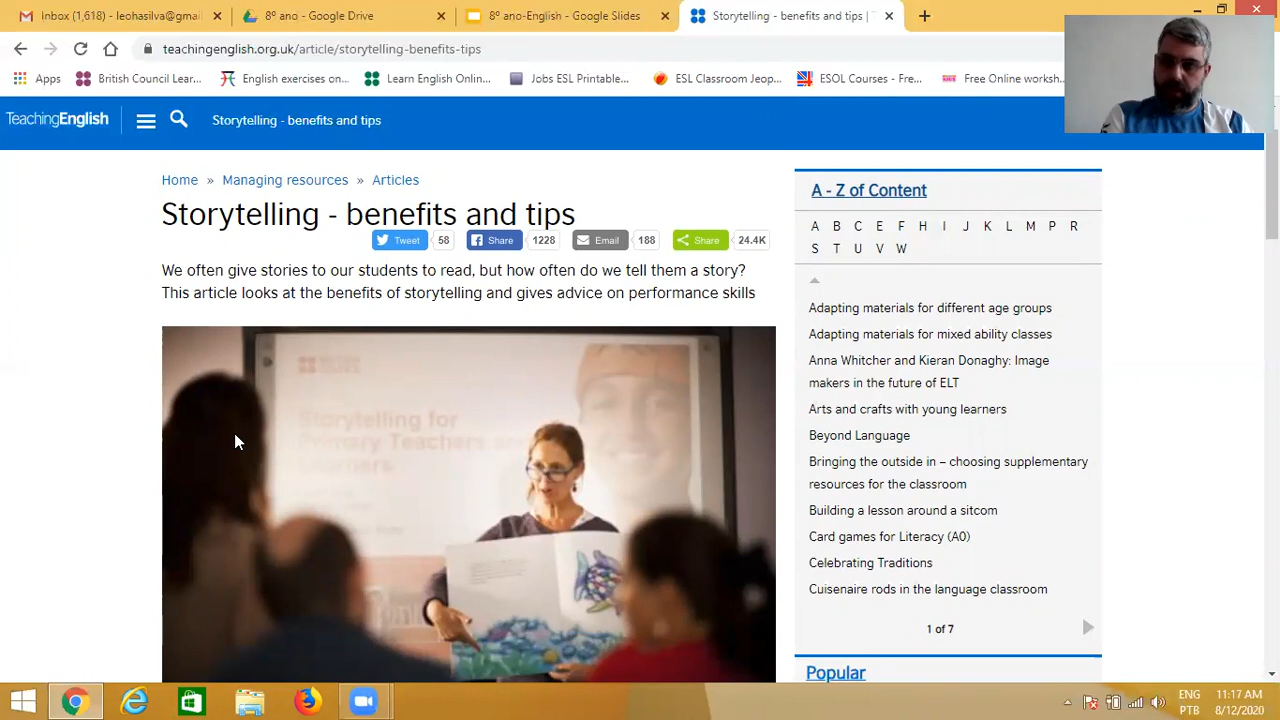 Inbox (1,618) - leohasilva@gmai
8º ano - Google Drive
8º ano-English - Google Slides
Storytelling - benefits and tips |
teachingenglish.org.uk/article/storytelling-benefits-tips
Apps
British Council Lear...
English exercises on...
Learn English Onlin...
Jobs ESL Printable...
ESL Classroom Jeop...
ESOL Courses - Fre...
Free Online worksh...
TeachingEnglish
Storytelling - benefits and tips
Home » Managing resources » Articles
Storytelling - benefits and tips
Tweet 58 Share 1228 Email 188 Share 24.4K
We often give stories to our students to read, but how often do we tell them a story?
This article looks at the benefits of storytelling and gives advice on performance skills
Storytelling for
Primary Teachers
A - Z of Content
A B C E F H I J K L M P R
S T U V W
Adapting materials for different age groups
Adapting materials for mixed ability classes
Anna Whitcher and Kieran Donaghy: Image
makers in the future of ELT
Arts and crafts with young learners
Beyond Language
Bringing the outside in – choosing supplementary
resources for the classroom
Building a lesson around a sitcom
Card games for Literacy (A0)
Celebrating Traditions
Cuisenaire rods in the language classroom
1 of 7
Popular
ENG
PTB
11:17 AM
8/12/2020